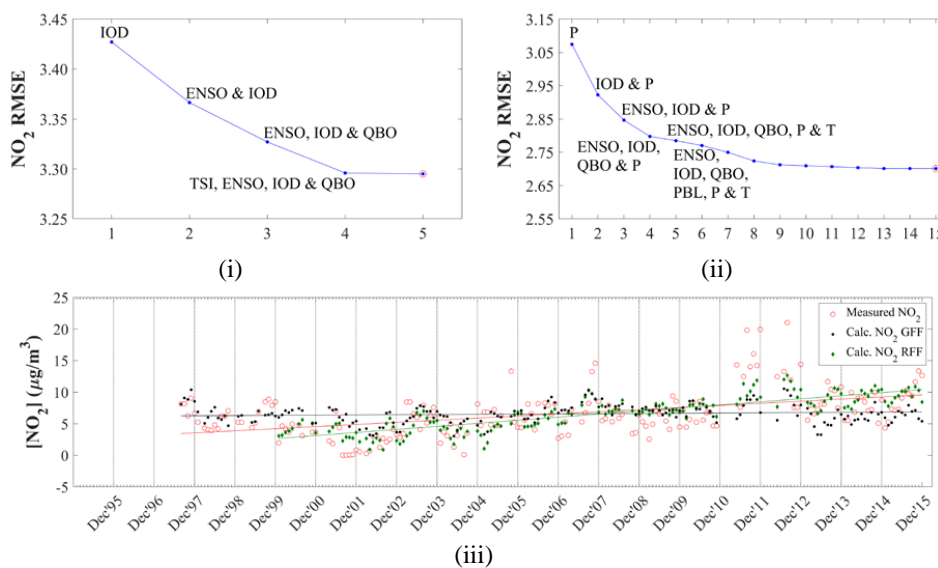 3.45
3.40
3.35
3.30
3.25
NO2 RMSE
IOD
ENSO & IOD
ENSO, IOD & QBO
TSI, ENSO, IOD & QBO
1 2 3 4 5
(i)
3.15
3.05
2.95
2.85
2.75
2.65
2.55
NO2 RMSE
P
IOD & P
ENSO, IOD & P
ENSO, IOD,
QBO & P
ENSO, IOD, QBO, P & T
ENSO,
IOD, QBO,
PBL, P & T
1 2 3 4 5 6 7 8 9 10 11 12 13 14 15
(ii)
25
20
15
10
5
0
-5
[NO2] (μg/m3)
Measured NO2
Calc. NO2 GFF
Calc. NO2 RFF
Dec'95 Dec'96 Dec'97 Dec'98 Dec'99 Dec'00 Dec'01 Dec'02 Dec'03 Dec'04 Dec'05 Dec'06 Dec'07 Dec'08 Dec'09 Dec'10 Dec'11 Dec'12 Dec'13 Dec'14 Dec'15
(iii)